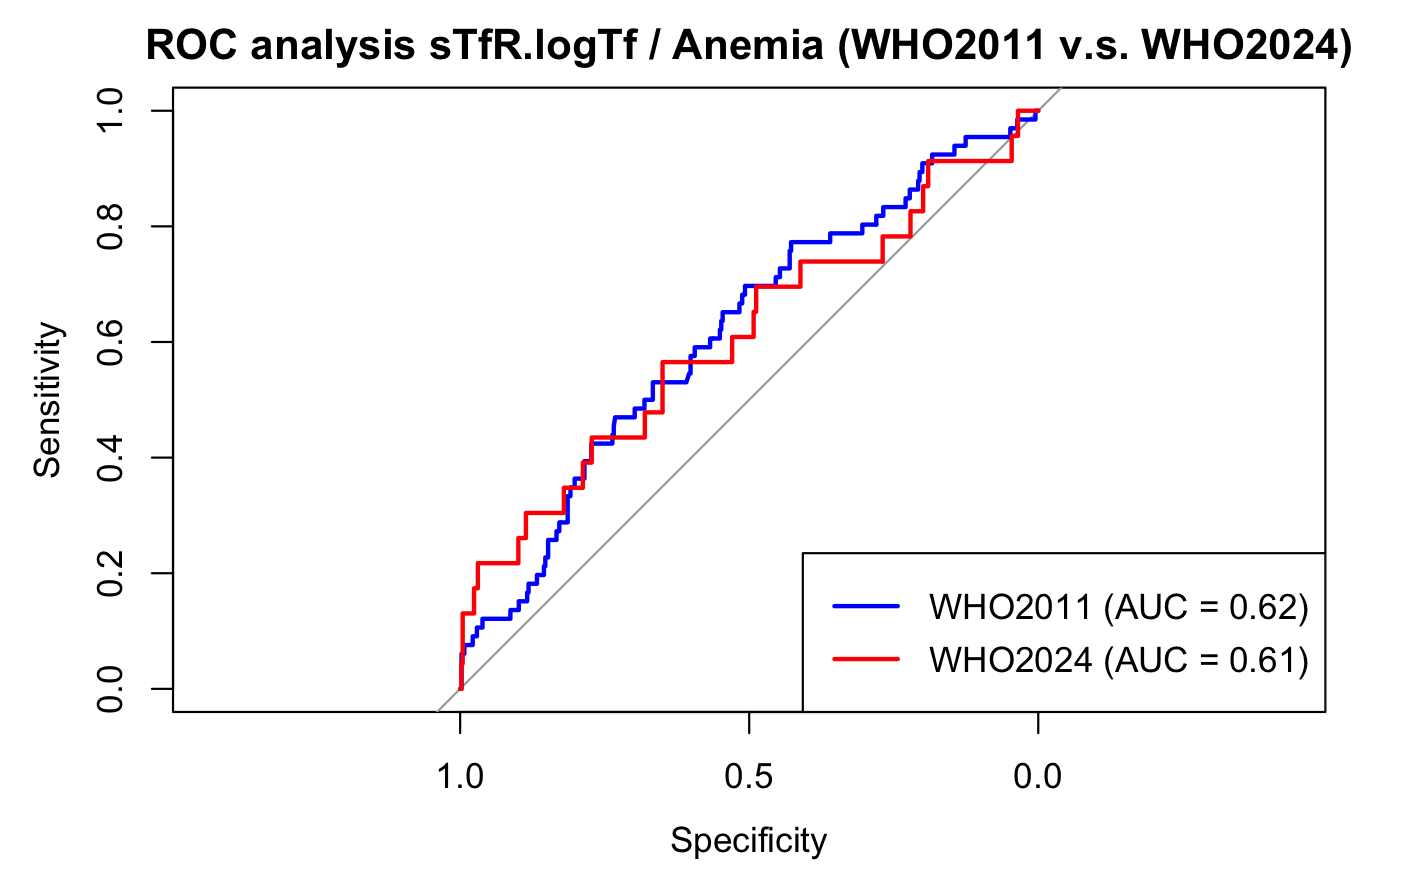 ROC analysis sTfR.logTf / Anemia (WHO2011 v.s. WHO2024)
Sensitivity
1.0
0.8
0.6
0.4
0.2
0.0
WHO2011 (AUC = 0.62)
WHO2024 (AUC = 0.61)
1.0 0.5 0.0
Specificity